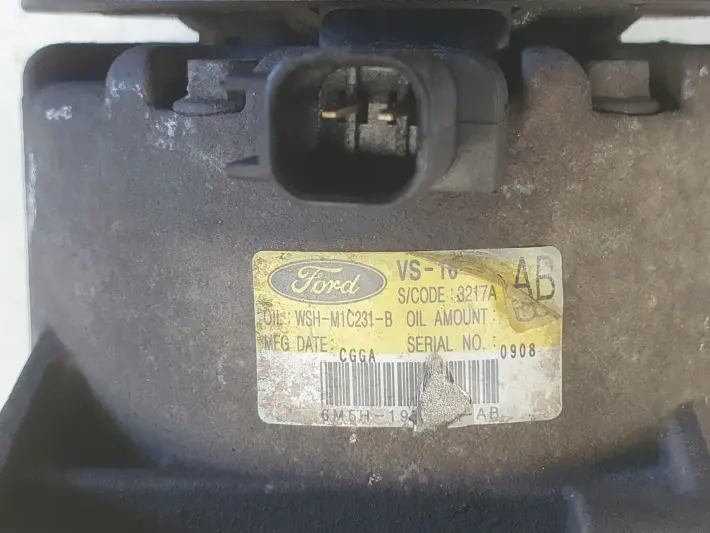 Ford VS-1 AB
S/CODE : 3217A
OIL : WSH-M1C231-B OIL AMOUNT :
MFG DATE: CGGA SERIAL NO. : 0908
6M5H-19 -AB